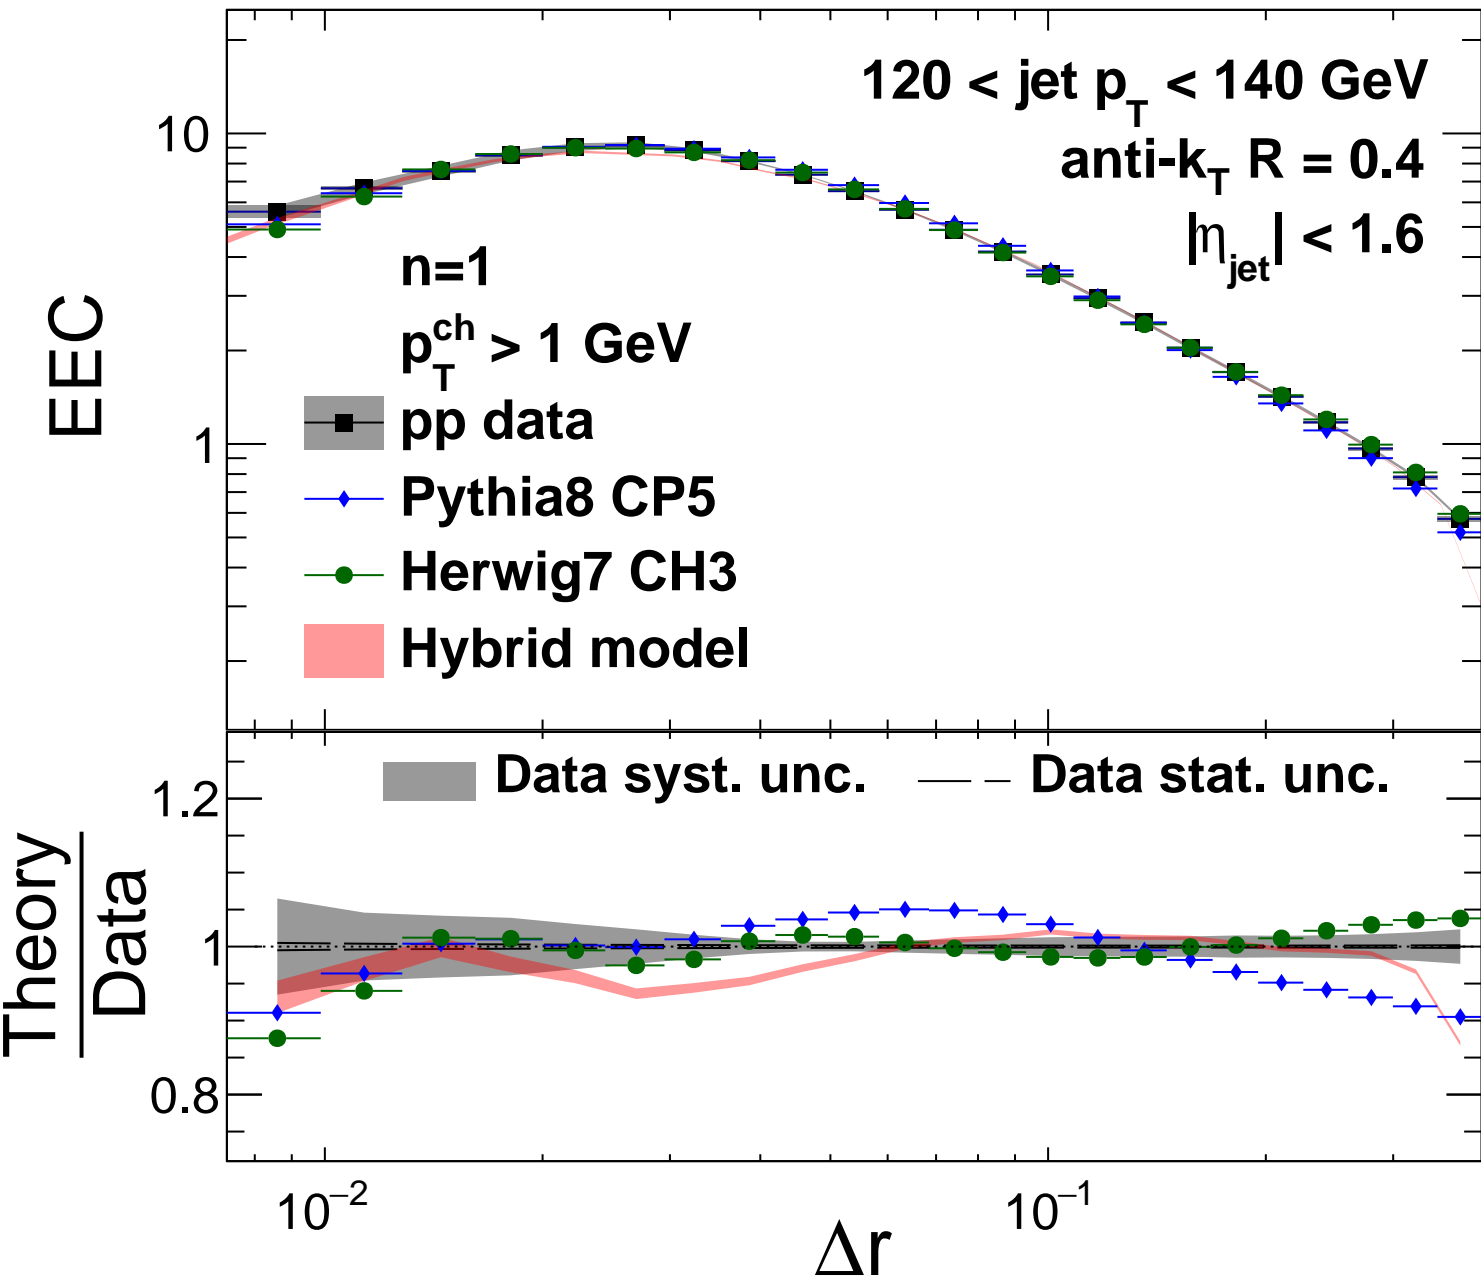 120 < jet p_T < 140 GeV
anti-k_T R = 0.4
|η_jet| < 1.6
10
1
EEC
n=1
p_T^ch > 1 GeV
pp data
Pythia8 CP5
Herwig7 CH3
Hybrid model
Data syst. unc.
Data stat. unc.
1.2
1
0.8
Theory
Data
10^−2
10^−1
Δr